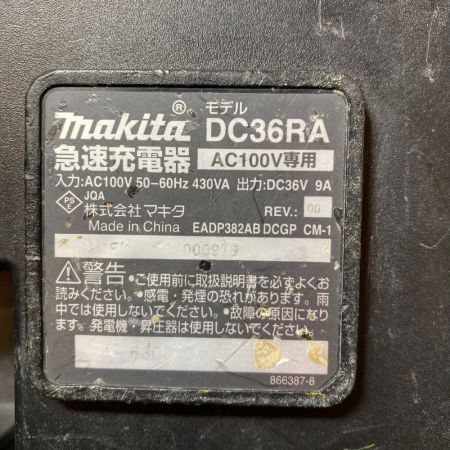 モデル
makita® DC36RA
急速充電器 AC100V専用
入力:AC100V 50-60Hz 430VA 出力:DC36V 9A
PSE JQA
株式会社マキタ REV.: 00
Made in China EADP382AB DCGP CM-1
000978
警告 •ご使用前に取扱説明書を必ずよくお
読みください。•感電・発煙の恐れがあります。雨
中では使用しないでください。•故障の原因になり
ます。発電機・昇圧器は使用しないでください。
866387-8